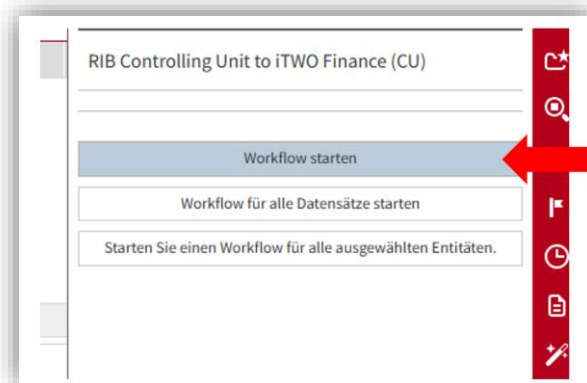 RIB Controlling Unit to iTWO Finance (CU)
Workflow starten
Workflow für alle Datensätze starten
Starten Sie einen Workflow für alle ausgewählten Entitäten.